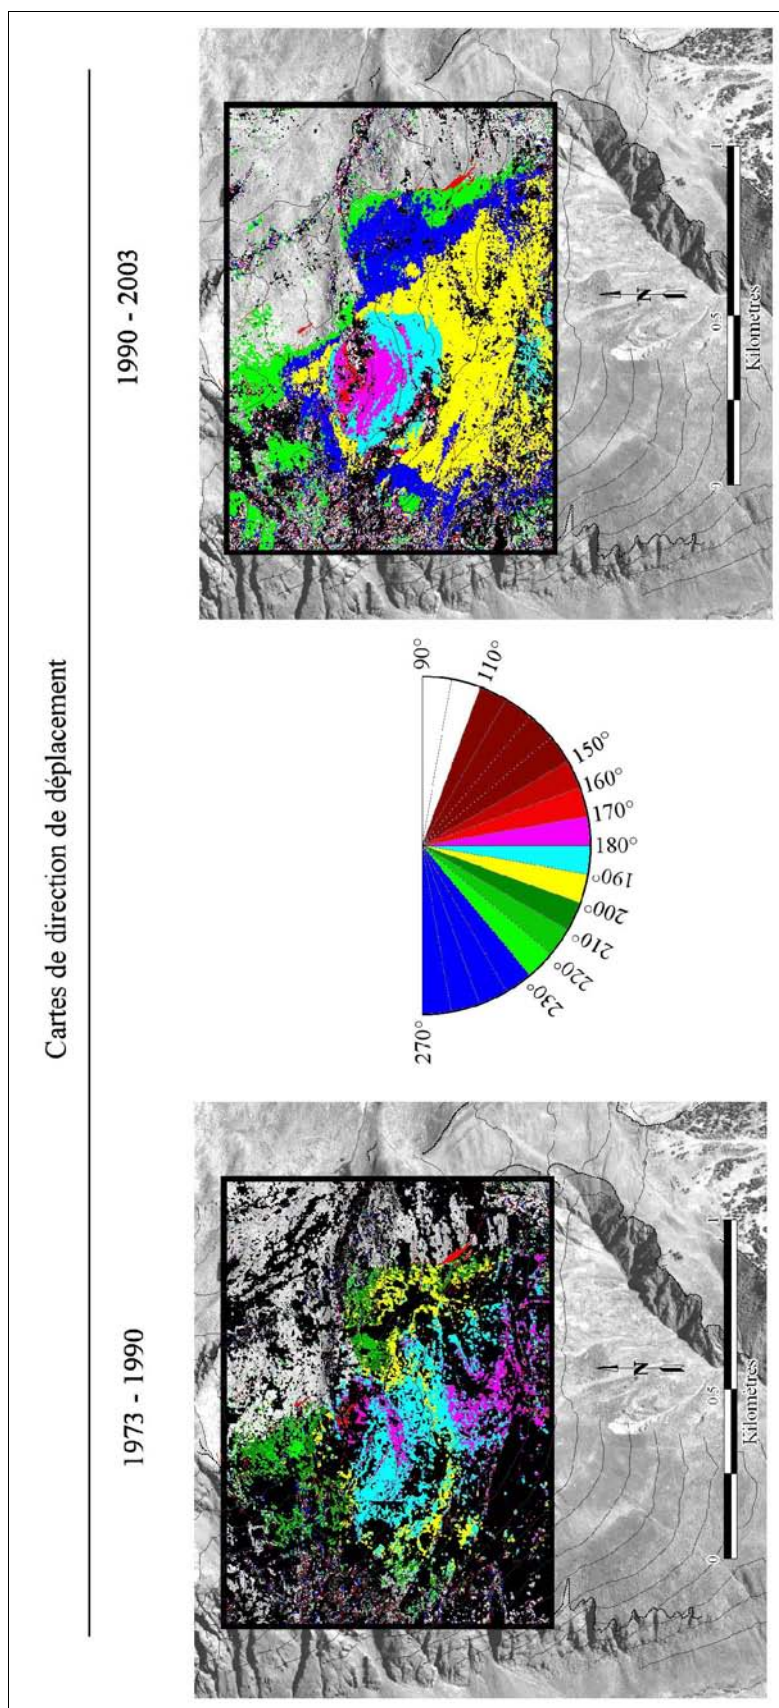 Cartes de direction de déplacement
1973 - 1990
1990 - 2003
270°
230°
220°
210°
200°
190°
180°
170°
160°
150°
110°
90°
N
0
0.5
1
Kilometres
N
0
0.5
1
Kilometres